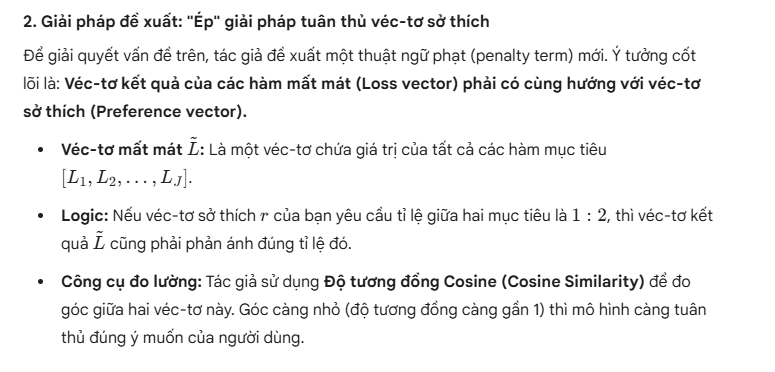 2. Giải pháp đề xuất: "Ép" giải pháp tuân thủ véc-tơ sở thích
Để giải quyết vấn đề trên, tác giả đề xuất một thuật ngữ phạt (penalty term) mới. Ý tưởng cốt
lõi là: Véc-tơ kết quả của các hàm mất mát (Loss vector) phải có cùng hướng với véc-tơ
sở thích (Preference vector).
• Véc-tơ mất mát L̃: Là một véc-tơ chứa giá trị của tất cả các hàm mục tiêu
[L₁, L₂, . . . , L_J].
• Logic: Nếu véc-tơ sở thích r của bạn yêu cầu tỉ lệ giữa hai mục tiêu là 1 : 2, thì véc-tơ kết
quả L̃ cũng phải phản ánh đúng tỉ lệ đó.
• Công cụ đo lường: Tác giả sử dụng Độ tương đồng Cosine (Cosine Similarity) để đo
góc giữa hai véc-tơ này. Góc càng nhỏ (độ tương đồng càng gần 1) thì mô hình càng tuân
thủ đúng ý muốn của người dùng.